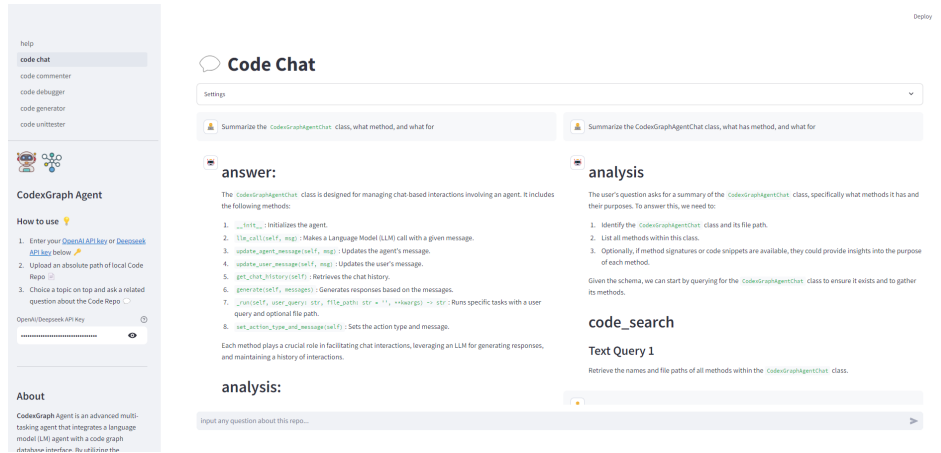 Deploy
help
code chat
code commenter
code debugger
code generator
code unittester
CodexGraph Agent
How to use
1. Enter your OpenAI API key or Deepseek
API key below
2. Upload an absolute path of local Code
Repo
3. Choice a topic on top and ask a related
question about the Code Repo
OpenAI/Deepseek API Key
••••••••••••••••••••••••••••••••
About
CodexGraph Agent is an advanced multi-
tasking agent that integrates a language
model (LM) agent with a code graph
database interface. By utilizing the
Code Chat
Settings
Summarize the CodexGraphAgentChat class, what method, and what for
answer:
The CodexGraphAgentChat class is designed for managing chat-based interactions involving an agent. It includes
the following methods:
1. __init__ : Initializes the agent.
2. llm_call(self, msg) : Makes a Language Model (LLM) call with a given message.
3. update_agent_message(self, msg) : Updates the agent's message.
4. update_user_message(self, msg) : Updates the user's message.
5. get_chat_history(self) : Retrieves the chat history.
6. generate(self, messages) : Generates responses based on the messages.
7. _run(self, user_query: str, file_path: str = '', **kwargs) -> str : Runs specific tasks with a user
query and optional file path.
8. set_action_type_and_message(self) : Sets the action type and message.
Each method plays a crucial role in facilitating chat interactions, leveraging an LLM for generating responses,
and maintaining a history of interactions.
analysis:
Summarize the CodexGraphAgentChat class, what has method, and what for
analysis
The user's question asks for a summary of the CodexGraphAgentChat class, specifically what methods it has and
their purposes. To answer this, we need to:
1. Identify the CodexGraphAgentChat class and its file path.
2. List all methods within this class.
3. Optionally, if method signatures or code snippets are available, they could provide insights into the purpose
of each method.
Given the schema, we can start by querying for the CodexGraphAgentChat class to ensure it exists and to gather
its methods.
code_search
Text Query 1
Retrieve the names and file paths of all methods within the CodexGraphAgentChat class.
input any question about this repo...